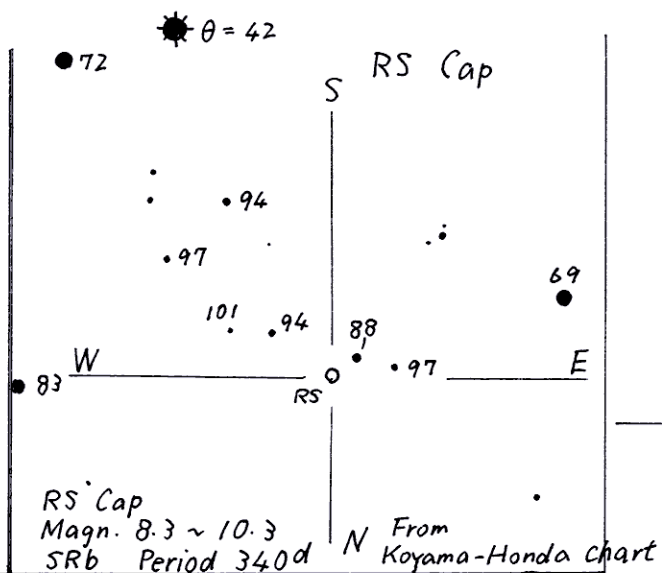 θ = 42
72
RS Cap
S
94
97
69
101
94
88
W
E
97
83
RS
RS Cap
Magn. 8.3 ~ 10.3
SRb Period 340d
N
From
Koyama-Honda chart